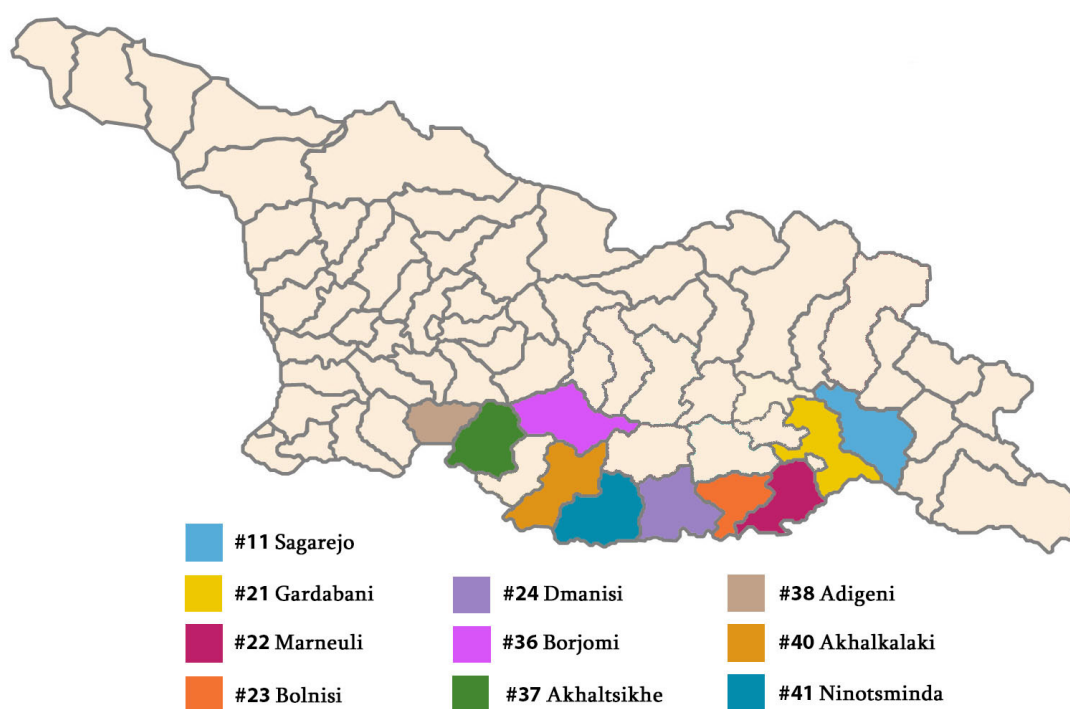 #11 Sagarejo
#21 Gardabani
#22 Marneuli
#23 Bolnisi
#24 Dmanisi
#36 Borjomi
#37 Akhaltsikhe
#38 Adigeni
#40 Akhalkalaki
#41 Ninotsminda